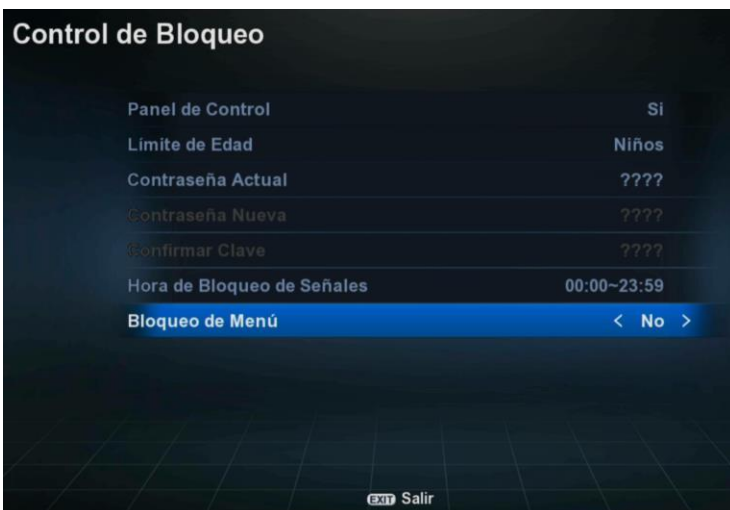 Control de Bloqueo
Panel de Control Si
Límite de Edad Niños
Contraseña Actual ????
Contraseña Nueva ????
Confirmar Clave ????
Hora de Bloqueo de Señales 00:00~23:59
Bloqueo de Menú < No >
EXIT Salir